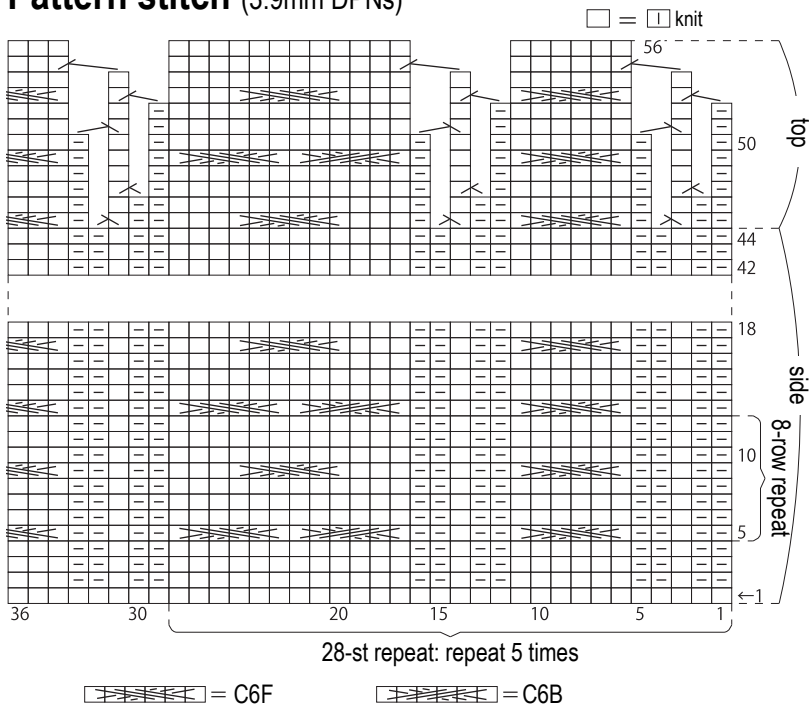 Pattern stitch (3.9mm DPNs)
= knit
56
50
44
42
top
18
side
10
8-row repeat
5
←1
36 30 20 15 10 5 1
28-st repeat: repeat 5 times
= C6F = C6B